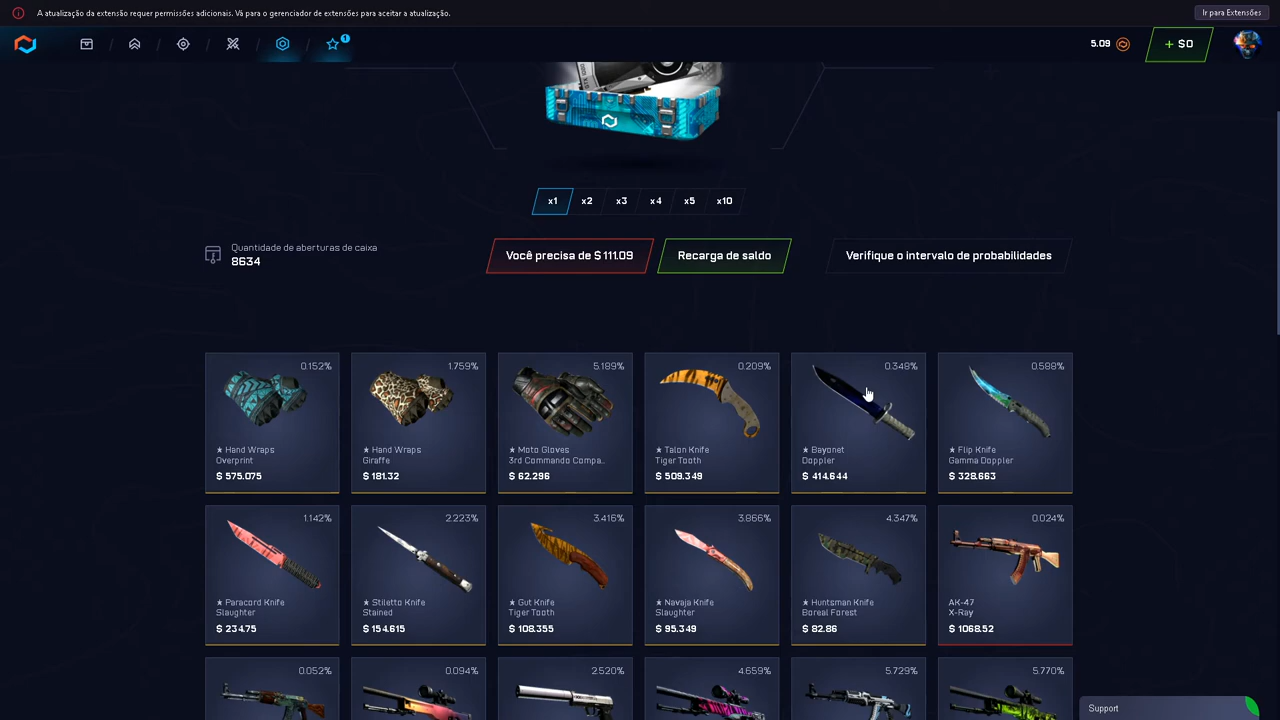 A atualização da extensão requer permissões adicionais. Vá para o gerenciador de extensões para aceitar a atualização.
Ir para Extensões
1
5.09
+ $0
x1 x2 x3 x4 x5 x10
Quantidade de aberturas de caixa
8634
Você precisa de $ 111.09
Recarga de saldo
Verifique o intervalo de probabilidades
0.152%
★ Hand Wraps
Overprint
$ 575.075
1.759%
★ Hand Wraps
Giraffe
$ 181.32
5.189%
★ Moto Gloves
3rd Commando Compa..
$ 62.296
0.209%
★ Talon Knife
Tiger Tooth
$ 509.349
0.348%
★ Bayonet
Doppler
$ 414.644
0.588%
★ Flip Knife
Gamma Doppler
$ 328.663
1.142%
★ Paracord Knife
Slaughter
$ 234.75
2.223%
★ Stiletto Knife
Stained
$ 154.615
3.416%
★ Gut Knife
Tiger Tooth
$ 108.355
3.866%
★ Navaja Knife
Slaughter
$ 95.349
4.347%
★ Huntsman Knife
Boreal Forest
$ 82.86
0.024%
AK-47
X-Ray
$ 1068.52
0.052%
0.094%
2.520%
4.659%
5.729%
5.770%
Support